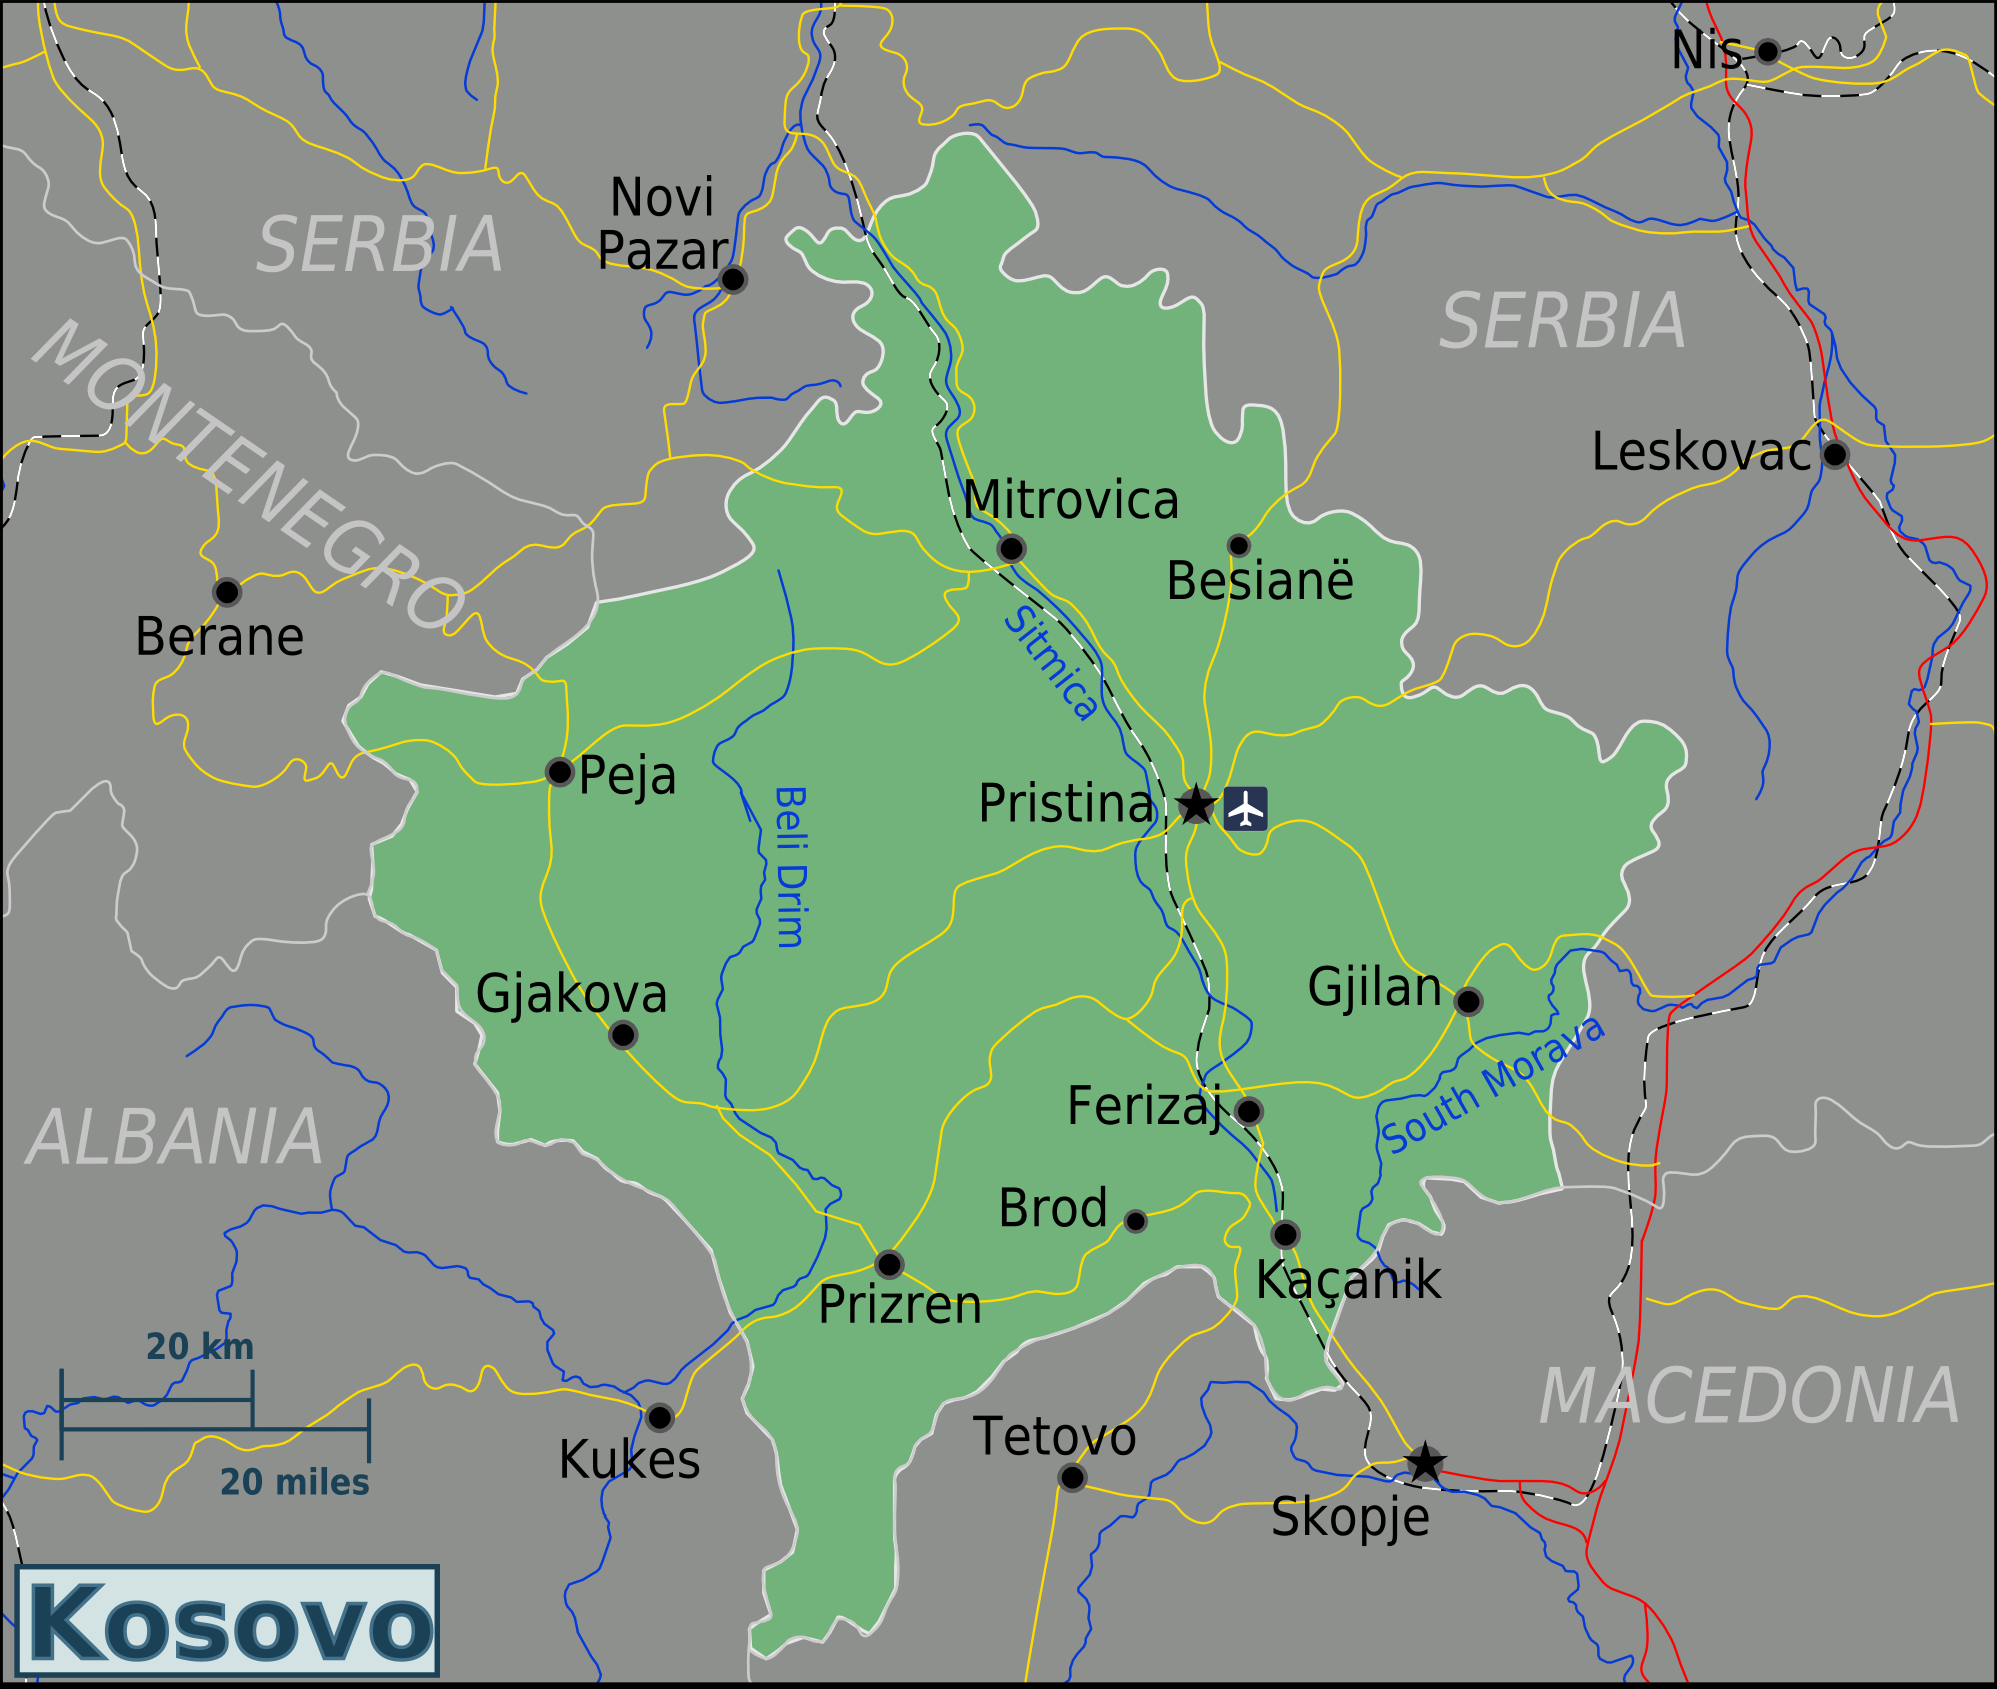 Nis
Novi
Pazar
SERBIA
SERBIA
MONTENEGRO
Leskovac
Mitrovica
Besianë
Berane
Sitmica
Peja
Pristina
Beli Drim
Gjakova
Gjilan
South Morava
Ferizaj
ALBANIA
Brod
Kaçanik
Prizren
20 km
MACEDONIA
Tetovo
Kukes
20 miles
Skopje
Kosovo